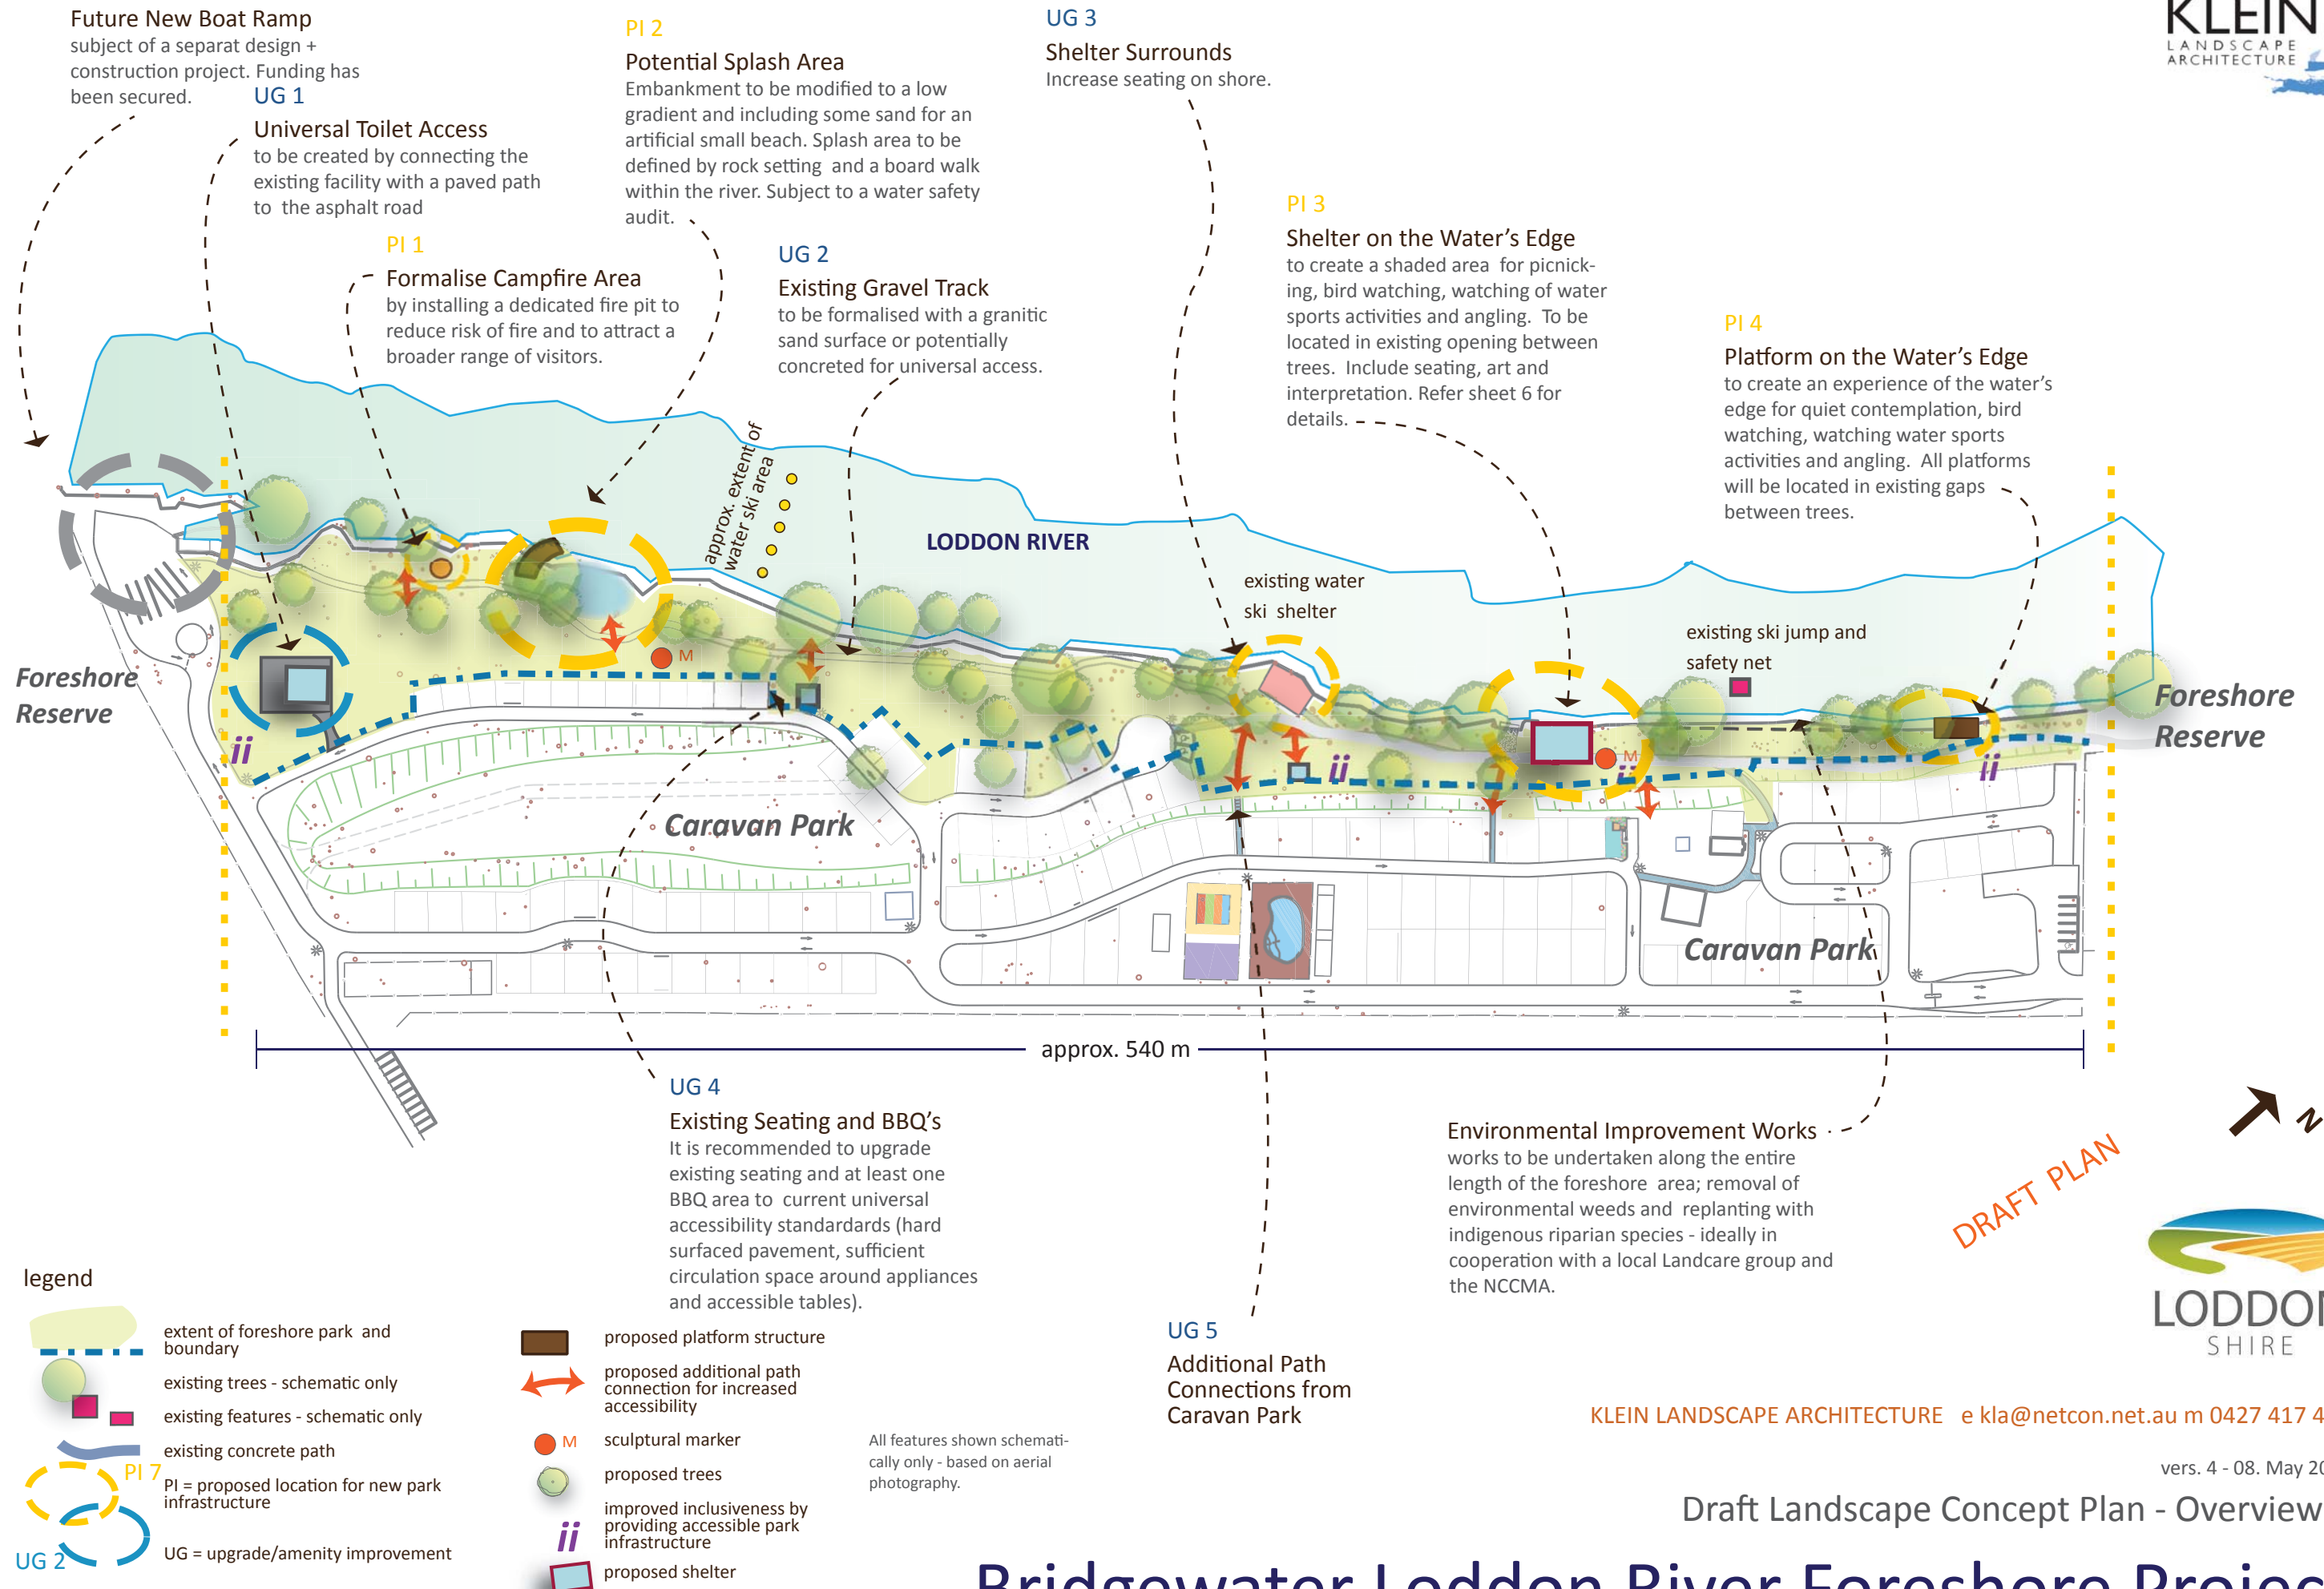 Future New Boat Ramp
subject of a separat design +
construction project. Funding has
been secured.
UG 1
Universal Toilet Access
to be created by connecting the
existing facility with a paved path
to the asphalt road
PI 1
Formalise Campfire Area
by installing a dedicated fire pit to
reduce risk of fire and to attract a
broader range of visitors.
PI 2
Potential Splash Area
Embankment to be modified to a low
gradient and including some sand for an
artificial small beach. Splash area to be
defined by rock setting and a board walk
within the river. Subject to a water safety
audit.
UG 2
Existing Gravel Track
to be formalised with a granitic
sand surface or potentially
concreted for universal access.
UG 3
Shelter Surrounds
Increase seating on shore.
PI 3
Shelter on the Water's Edge
to create a shaded area for picnick-
ing, bird watching, watching of water
sports activities and angling. To be
located in existing opening between
trees. Include seating, art and
interpretation. Refer sheet 6 for
details.
PI 4
Platform on the Water's Edge
to create an experience of the water's
edge for quiet contemplation, bird
watching, watching water sports
activities and angling. All platforms
will be located in existing gaps
between trees.
KLEIN
LANDSCAPE
ARCHITECTURE
approx. extent of
water ski area
LODDON RIVER
existing water
ski shelter
existing ski jump and
safety net
Foreshore
Reserve
Foreshore
Reserve
M
M
ii
ii
ii
ii
Caravan Park
Caravan Park
approx. 540 m
UG 4
Existing Seating and BBQ's
It is recommended to upgrade
existing seating and at least one
BBQ area to current universal
accessibility standardards (hard
surfaced pavement, sufficient
circulation space around appliances
and accessible tables).
UG 5
Additional Path
Connections from
Caravan Park
Environmental Improvement Works
works to be undertaken along the entire
length of the foreshore area; removal of
environmental weeds and replanting with
indigenous riparian species - ideally in
cooperation with a local Landcare group and
the NCCMA.
N
DRAFT PLAN
LODDON
SHIRE
legend
extent of foreshore park and
boundary
existing trees - schematic only
existing features - schematic only
existing concrete path
PI 7
PI = proposed location for new park
infrastructure
UG 2
UG = upgrade/amenity improvement
proposed platform structure
proposed additional path
connection for increased
accessibility
M
sculptural marker
proposed trees
ii
improved inclusiveness by
providing accessible park
infrastructure
proposed shelter
All features shown schemati-
cally only - based on aerial
photography.
KLEIN LANDSCAPE ARCHITECTURE e kla@netcon.net.au m 0427 417 4
vers. 4 - 08. May 20
Draft Landscape Concept Plan - Overview
Bridgewater Loddon River Foreshore Project